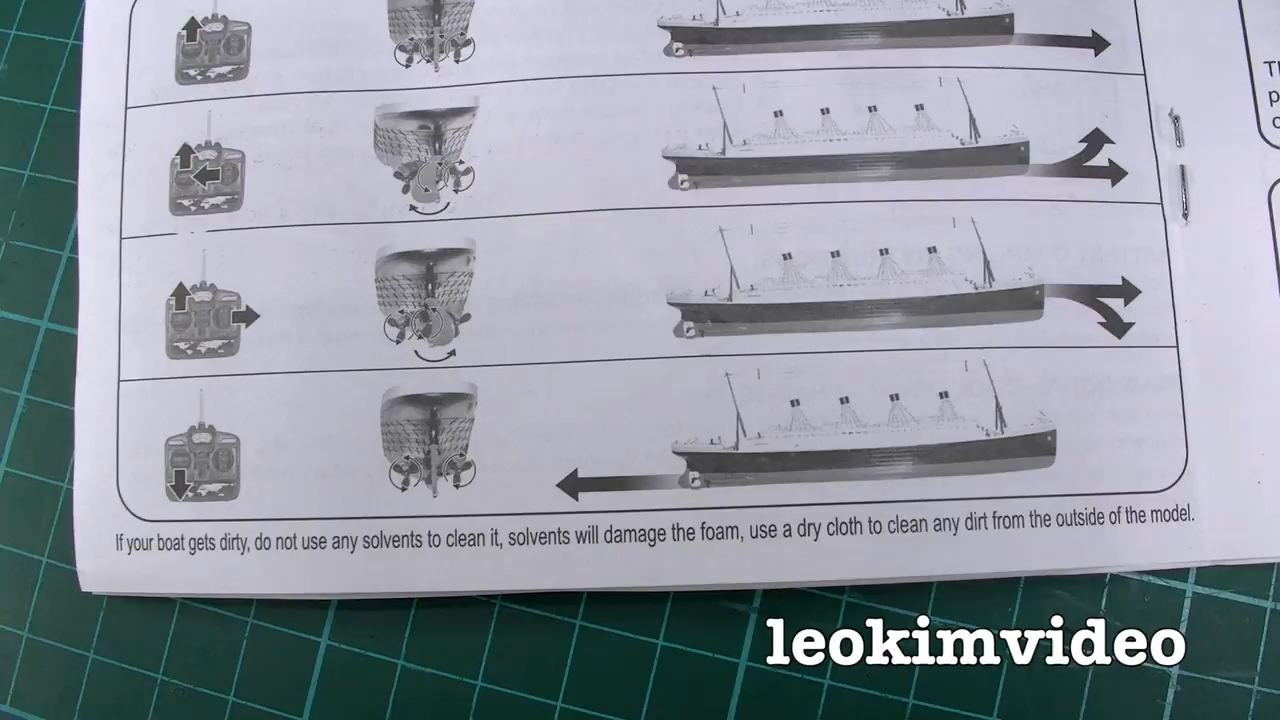 If your boat gets dirty, do not use any solvents to clean it, solvents will damage the foam, use a dry cloth to clean any dirt from the outside of the model.
leokimvideo